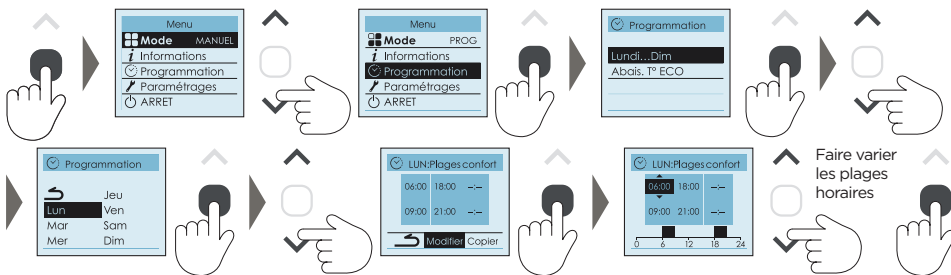 Menu
Mode MANUEL
i Informations
Programmation
Paramétrages
ARRET
Menu
Mode PROG
i Informations
Programmation
Paramétrages
ARRET
Programmation
Lundi...Dim
Abais. T° ECO
Programmation
Jeu
Lun Ven
Mar Sam
Mer Dim
LUN:Plages confort
06:00 18:00 --:--
09:00 21:00 --:--
Modifier Copier
LUN:Plages confort
06:00 18:00 --:--
09:00 21:00 --:--
0 6 12 18 24
Faire varier
les plages
horaires